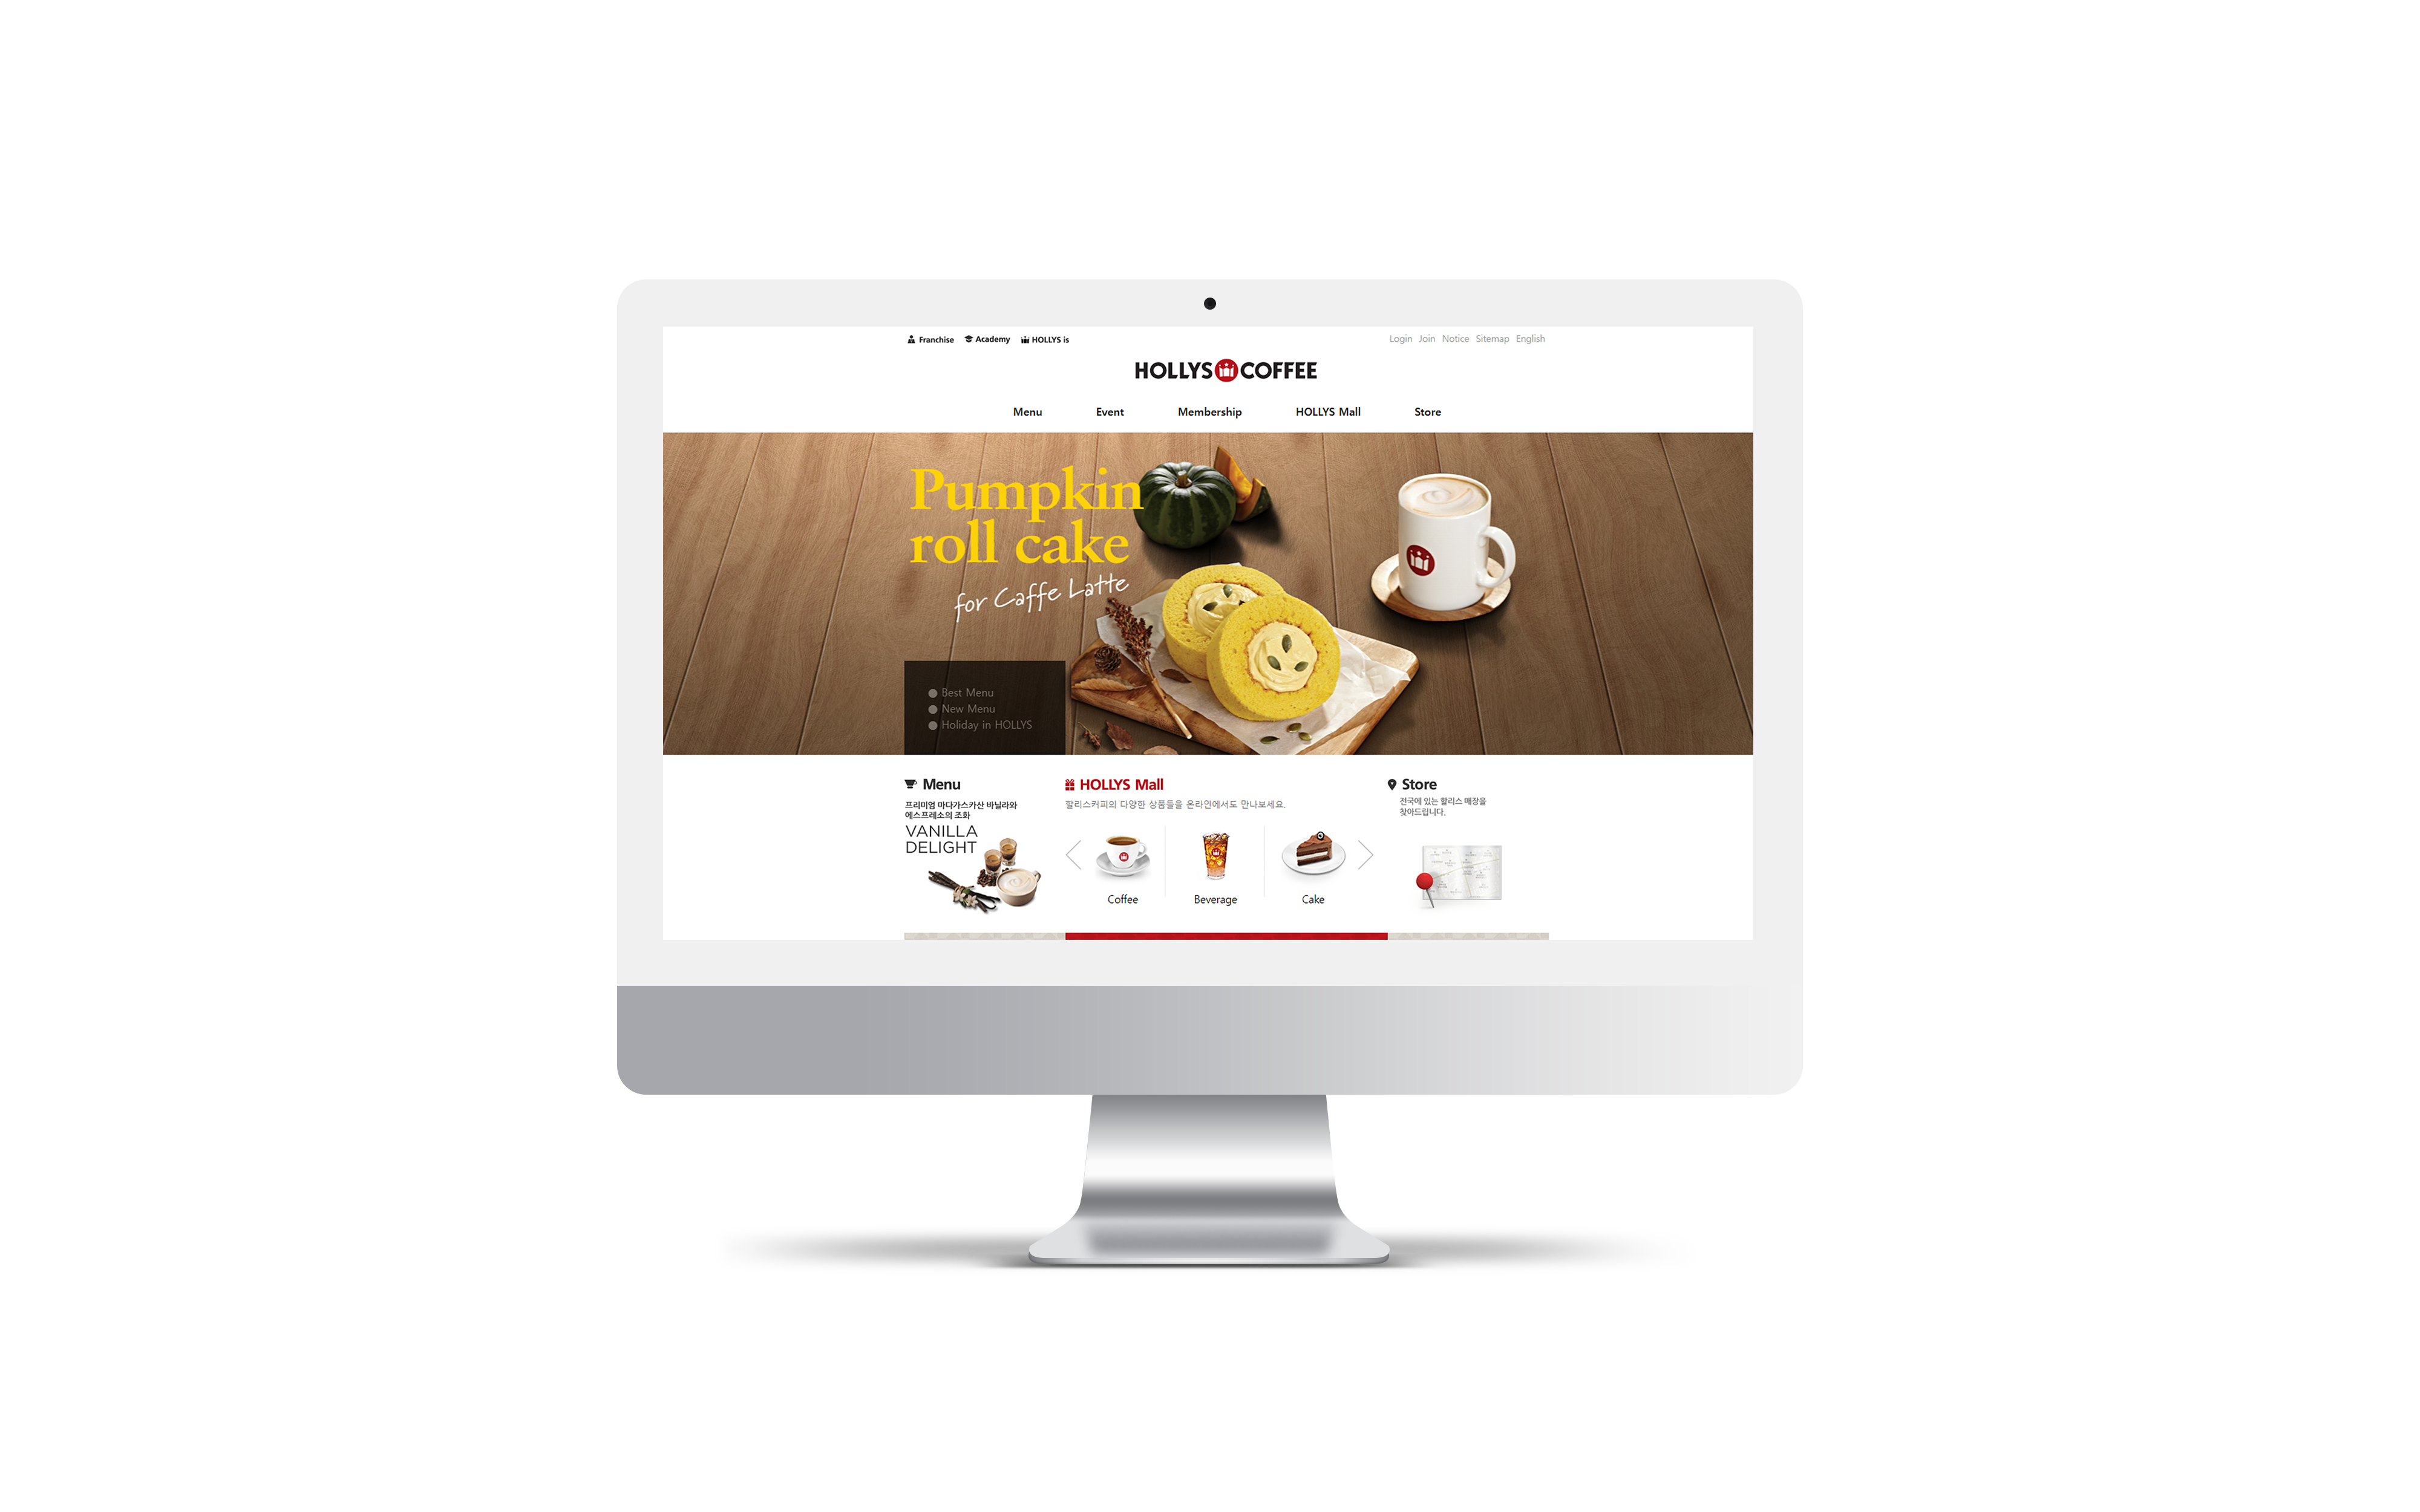 Franchise Academy HOLLYS is
Login Join Notice Sitemap English
HOLLYS COFFEE
Menu Event Membership HOLLYS Mall Store
Pumpkin
roll cake
for Caffe Latte
Best Menu
New Menu
Holiday in HOLLYS
Menu
프리미엄 마다가스카산 바닐라와
에스프레소의 조화
VANILLA
DELIGHT
HOLLYS Mall
할리스커피의 다양한 상품들을 온라인에서도 만나보세요.
Coffee
Beverage
Cake
Store
전국에 있는 할리스 매장을
찾아드립니다.